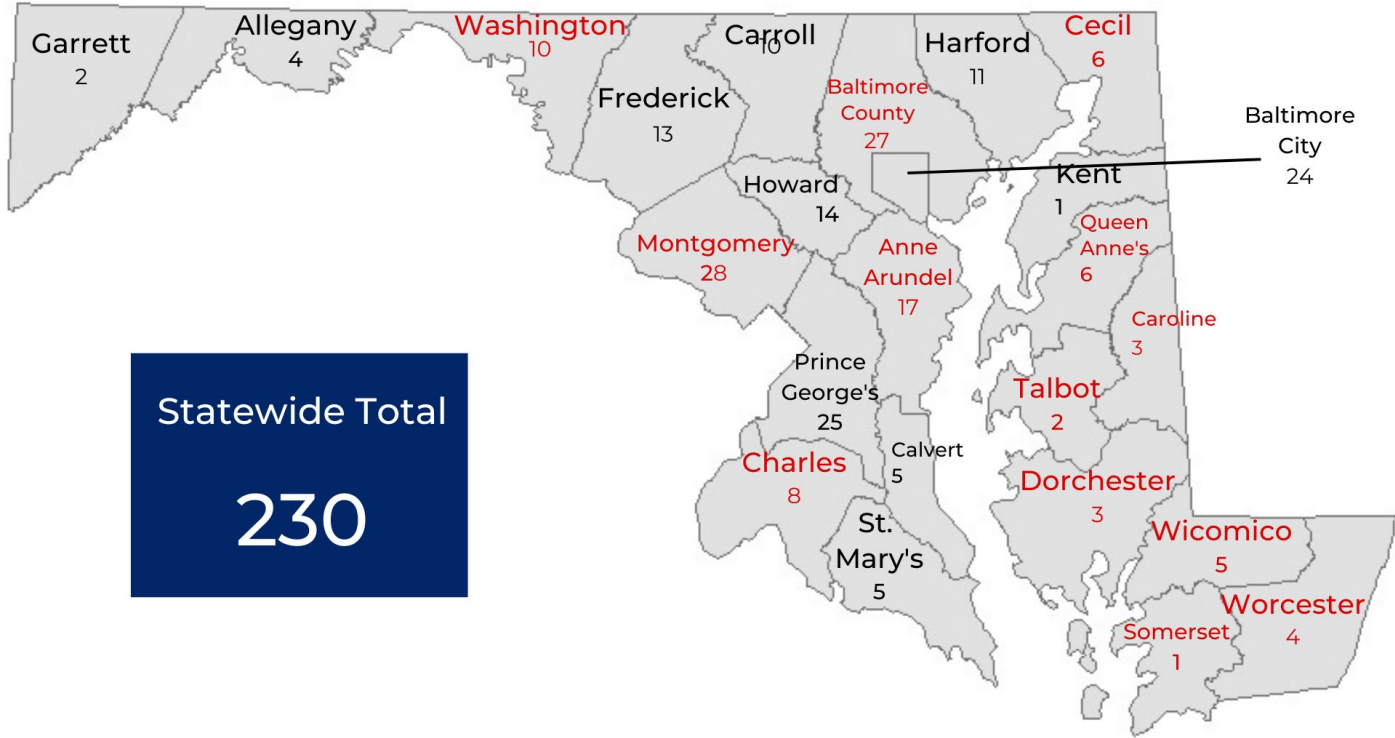 Garrett
2
Allegany
4
Washington
10
Frederick
13
Carroll
10
Baltimore
County
27
Harford
11
Cecil
6
Baltimore
City
24
Howard
14
Kent
1
Montgomery
28
Anne
Arundel
17
Queen
Anne's
6
Caroline
3
Prince
George's
25
Talbot
2
Calvert
5
Charles
8
Dorchester
3
St.
Mary's
5
Wicomico
5
Worcester
4
Somerset
1
Statewide Total
230